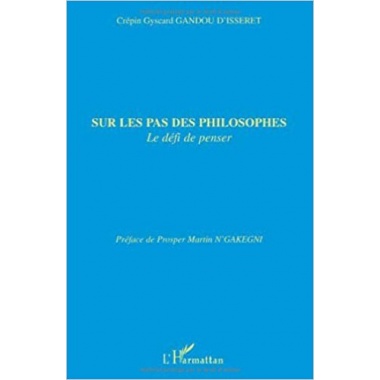 Crépin Gyscard GANDOU D'ISSERET
SUR LES PAS DES PHILOSOPHES
Le défi de penser
Préface de Prosper Martin N'GAKEGNI
L'Harmattan